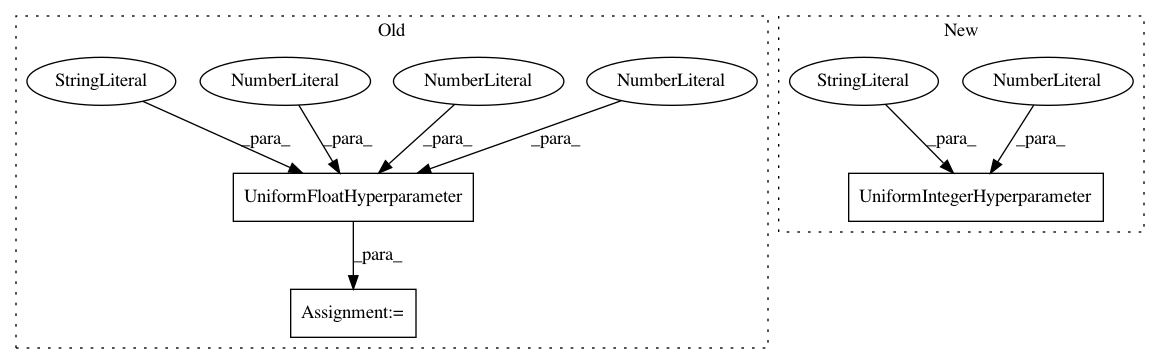 Old
New
StringLiteral
NumberLiteral
NumberLiteral
NumberLiteral
StringLiteral
NumberLiteral
_para_
_para_
_para_
_para_
_para_
_para_
UniformFloatHyperparameter
UniformIntegerHyperparameter
_para_
Assignment:=